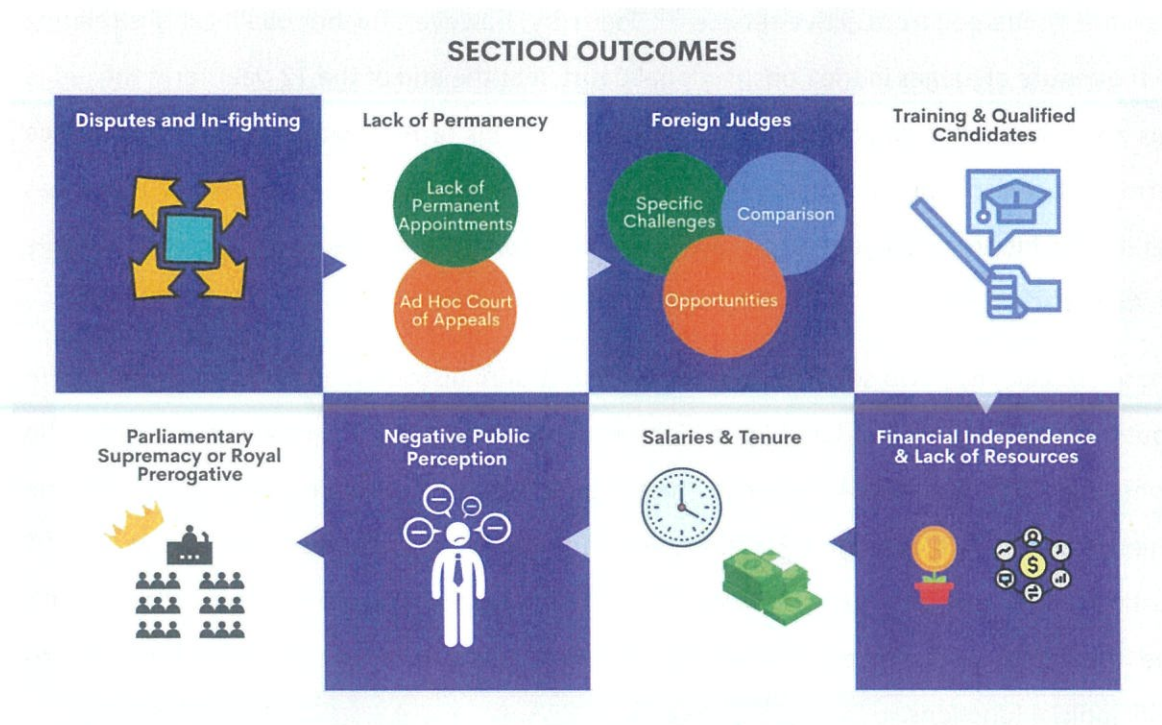 SECTION OUTCOMES
Disputes and In-fighting
Lack of Permanency
Lack of
Permanent
Appointments
Ad Hoc Court
of Appeals
Foreign Judges
Specific
Challenges
Comparison
Opportunities
Training & Qualified
Candidates
Parliamentary
Supremacy or Royal
Prerogative
Negative Public
Perception
Salaries & Tenure
Financial Independence
& Lack of Resources
$
$